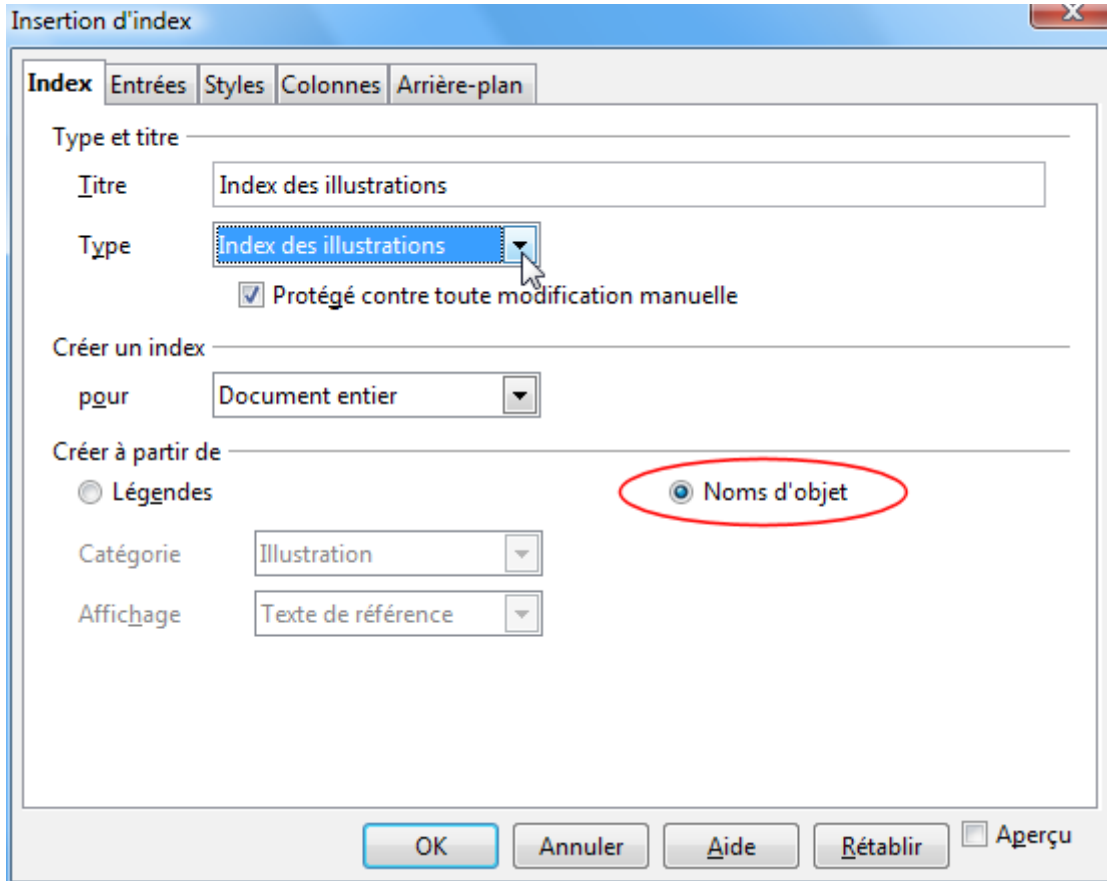 Insertion d'index
Index Entrées Styles Colonnes Arrière-plan
Type et titre
Titre Index des illustrations
Type Index des illustrations
Protégé contre toute modification manuelle
Créer un index
pour Document entier
Créer à partir de
Légendes Noms d'objet
Catégorie Illustration
Affichage Texte de référence
OK Annuler Aide Rétablir Aperçu